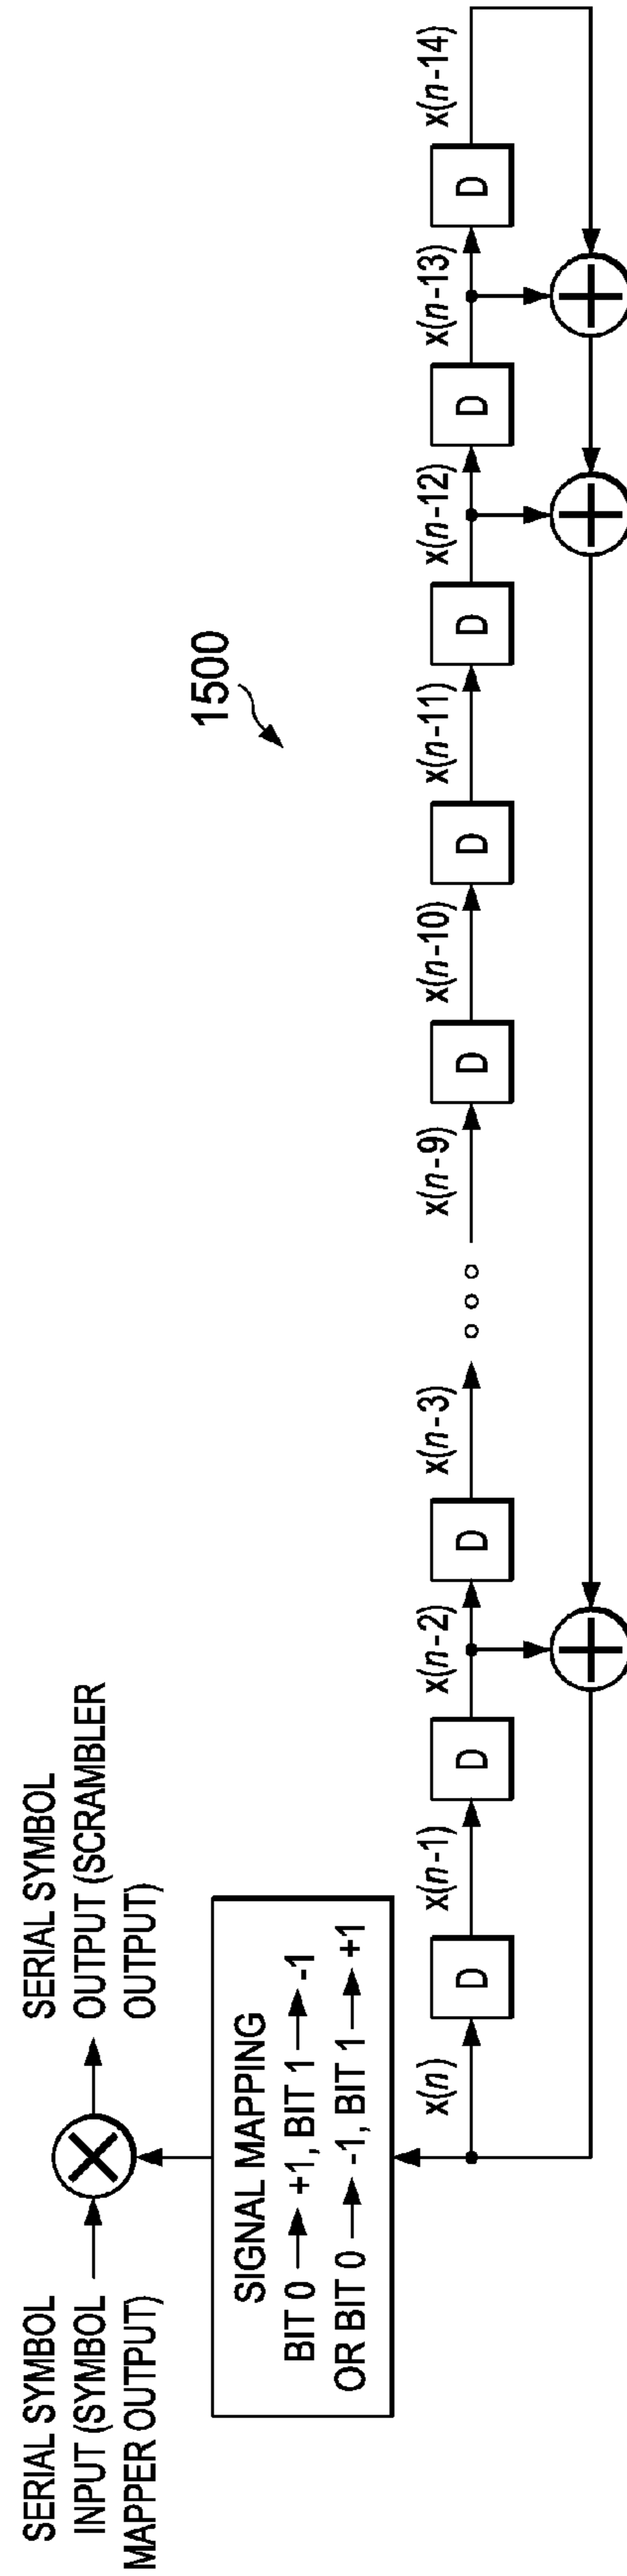 1500
SERIAL SYMBOL
INPUT (SYMBOL
MAPPER OUTPUT)
SERIAL SYMBOL
OUTPUT (SCRAMBLER
OUTPUT)
SIGNAL MAPPING
BIT 0 → +1, BIT 1 → -1
OR BIT 0 → -1, BIT 1 → +1
x(n)
D
x(n-1)
D
x(n-2)
D
x(n-3)
x(n-9)
D
x(n-10)
D
x(n-11)
D
x(n-12)
D
x(n-13)
D
x(n-14)